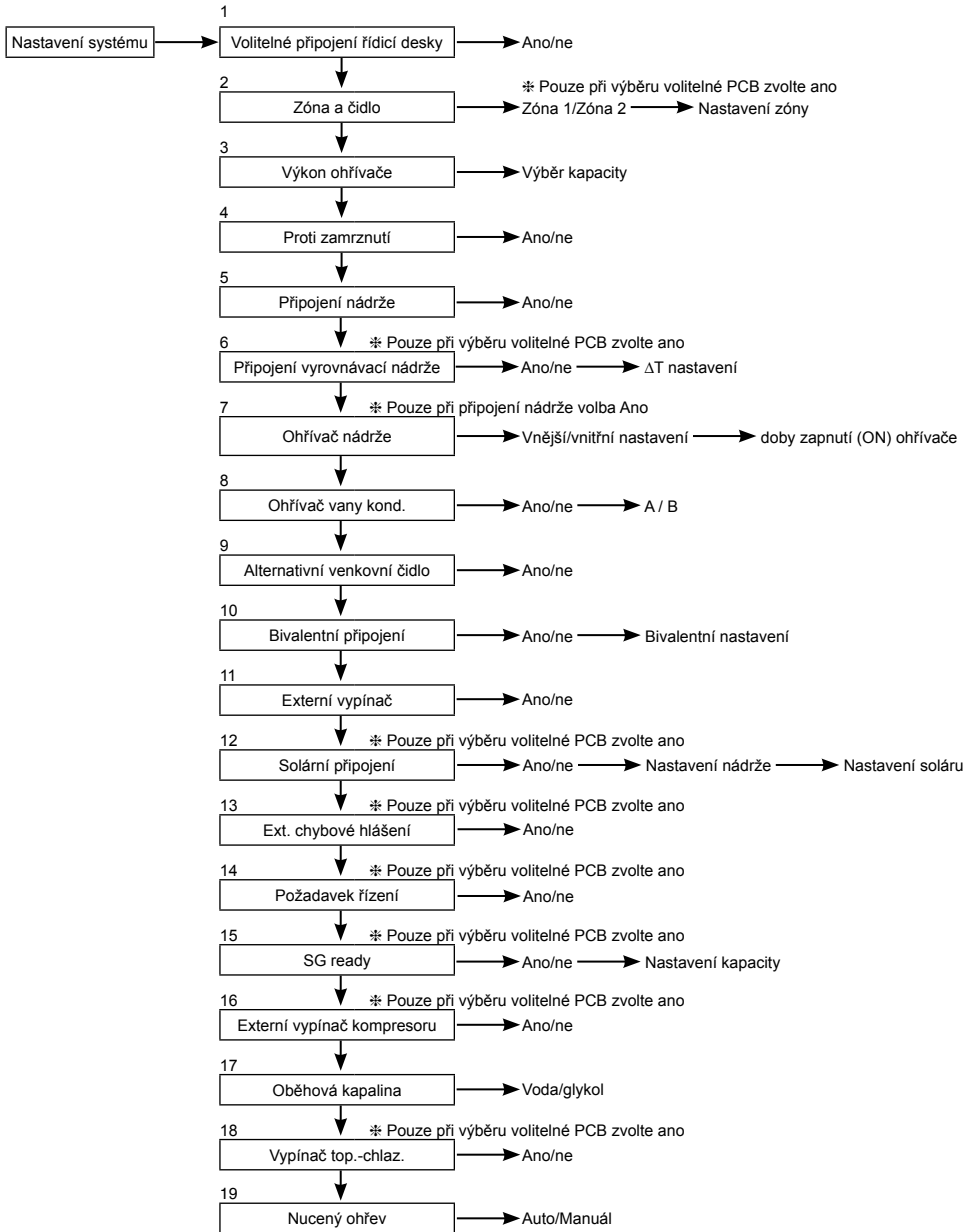 1
Nastavení systému
Volitelné připojení řídicí desky
Ano/ne
2
❉ Pouze při výběru volitelné PCB zvolte ano
Zóna a čidlo
Zóna 1/Zóna 2
Nastavení zóny
3
Výkon ohřívače
Výběr kapacity
4
Proti zamrznutí
Ano/ne
5
Připojení nádrže
Ano/ne
6
❉ Pouze při výběru volitelné PCB zvolte ano
Připojení vyrovnávací nádrže
Ano/ne
∆T nastavení
7
❉ Pouze při připojení nádrže volba Ano
Ohřívač nádrže
Vnější/vnitřní nastavení
doby zapnutí (ON) ohřívače
8
Ohřívač vany kond.
Ano/ne
A / B
9
Alternativní venkovní čidlo
Ano/ne
10
Bivalentní připojení
Ano/ne
Bivalentní nastavení
11
Externí vypínač
Ano/ne
12
❉ Pouze při výběru volitelné PCB zvolte ano
Solární připojení
Ano/ne
Nastavení nádrže
Nastavení soláru
13
❉ Pouze při výběru volitelné PCB zvolte ano
Ext. chybové hlášení
Ano/ne
14
❉ Pouze při výběru volitelné PCB zvolte ano
Požadavek řízení
Ano/ne
15
❉ Pouze při výběru volitelné PCB zvolte ano
SG ready
Ano/ne
Nastavení kapacity
16
❉ Pouze při výběru volitelné PCB zvolte ano
Externí vypínač kompresoru
Ano/ne
17
Oběhová kapalina
Voda/glykol
18
❉ Pouze při výběru volitelné PCB zvolte ano
Vypínač top.-chlaz.
Ano/ne
19
Nucený ohřev
Auto/Manuál